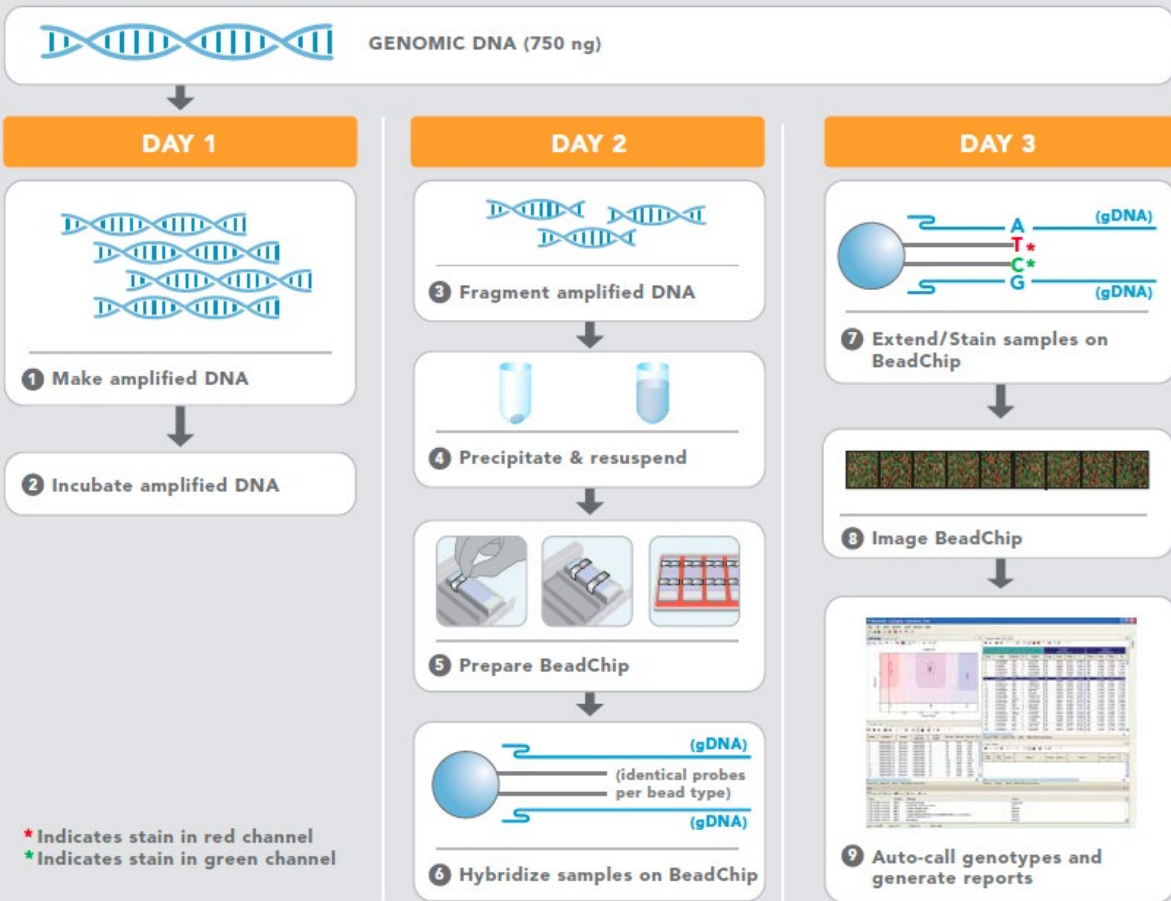 GENOMIC DNA (750 ng)
DAY 1
1 Make amplified DNA
2 Incubate amplified DNA
* Indicates stain in red channel
* Indicates stain in green channel
DAY 2
3 Fragment amplified DNA
4 Precipitate & resuspend
5 Prepare BeadChip
(gDNA)
(identical probes
per bead type)
(gDNA)
6 Hybridize samples on BeadChip
DAY 3
A (gDNA)
T*
C*
G (gDNA)
7 Extend/Stain samples on
BeadChip
8 Image BeadChip
9 Auto-call genotypes and
generate reports